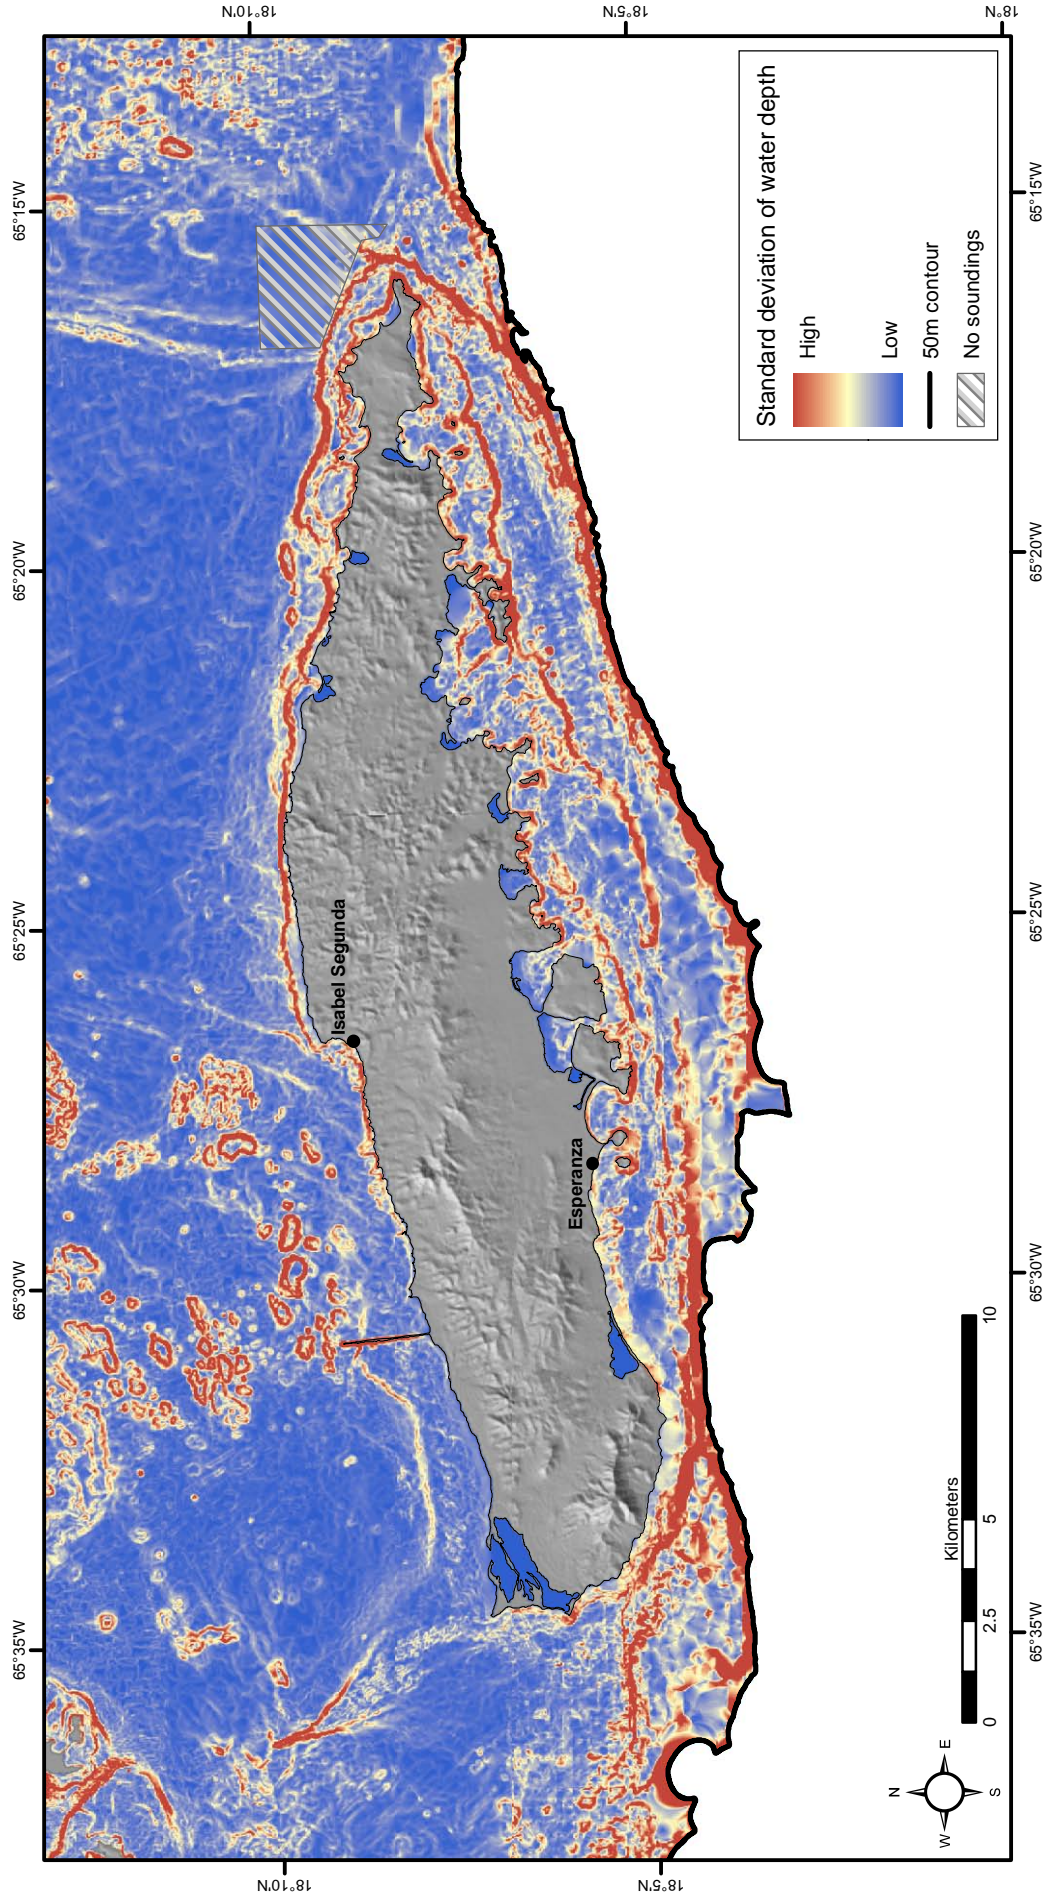 65°35'W
65°30'W
65°25'W
65°20'W
65°15'W
18°10'N
18°5'N
18°N
18°10'N
18°5'N
Isabel Segunda
Esperanza
Standard deviation of water depth
High
Low
50m contour
No soundings
N
W
E
S
Kilometers
0
2.5
5
10
65°35'W
65°30'W
65°25'W
65°20'W
65°15'W